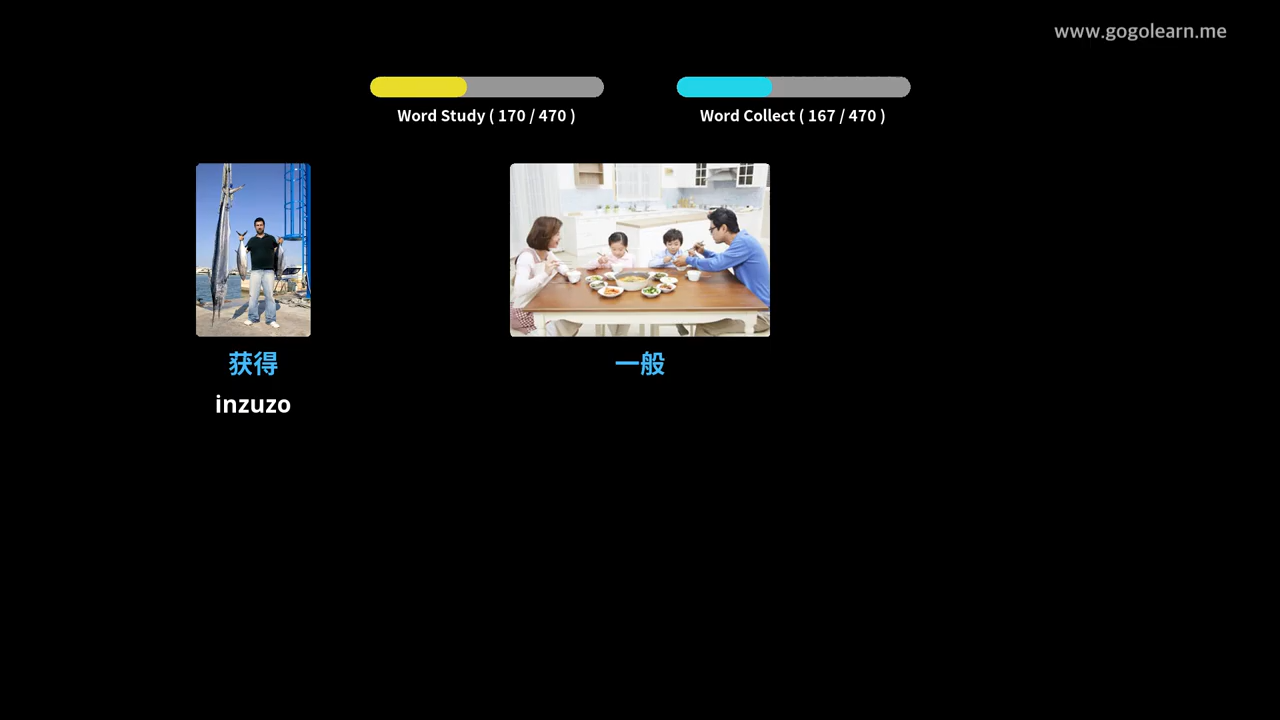 www.gogolearn.me
Word Study ( 170 / 470 )
Word Collect ( 167 / 470 )
获得
一般
inzuzo